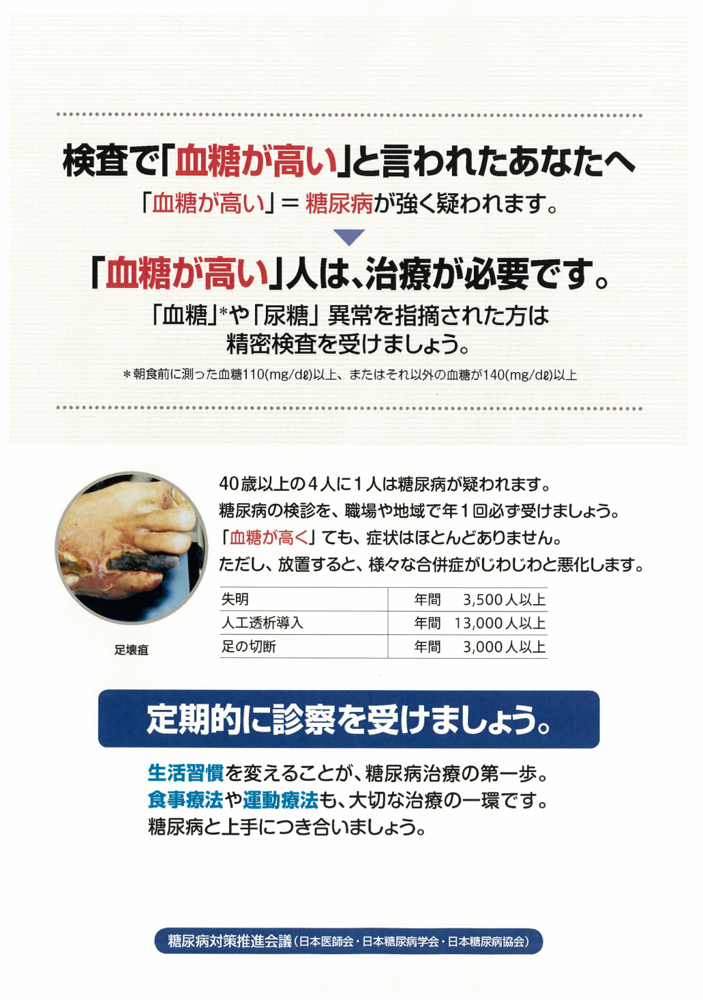 検査で「血糖が高い」と言われたあなたへ
「血糖が高い」＝糖尿病が強く疑われます。
「血糖が高い」人は、治療が必要です。
「血糖」*や「尿糖」異常を指摘された方は
精密検査を受けましょう。
＊朝食前に測った血糖110(mg/dℓ)以上、またはそれ以外の血糖が140(mg/dℓ)以上
40歳以上の4人に1人は糖尿病が疑われます。
糖尿病の検診を、職場や地域で年1回必ず受けましょう。
「血糖が高く」ても、症状はほとんどありません。
ただし、放置すると、様々な合併症がじわじわと悪化します。
失明 年間 3,500人以上
人工透析導入 年間 13,000人以上
足の切断 年間 3,000人以上
足壊疽
定期的に診察を受けましょう。
生活習慣を変えることが、糖尿病治療の第一歩。
食事療法や運動療法も、大切な治療の一環です。
糖尿病と上手につき合いましょう。
糖尿病対策推進会議（日本医師会・日本糖尿病学会・日本糖尿病協会）